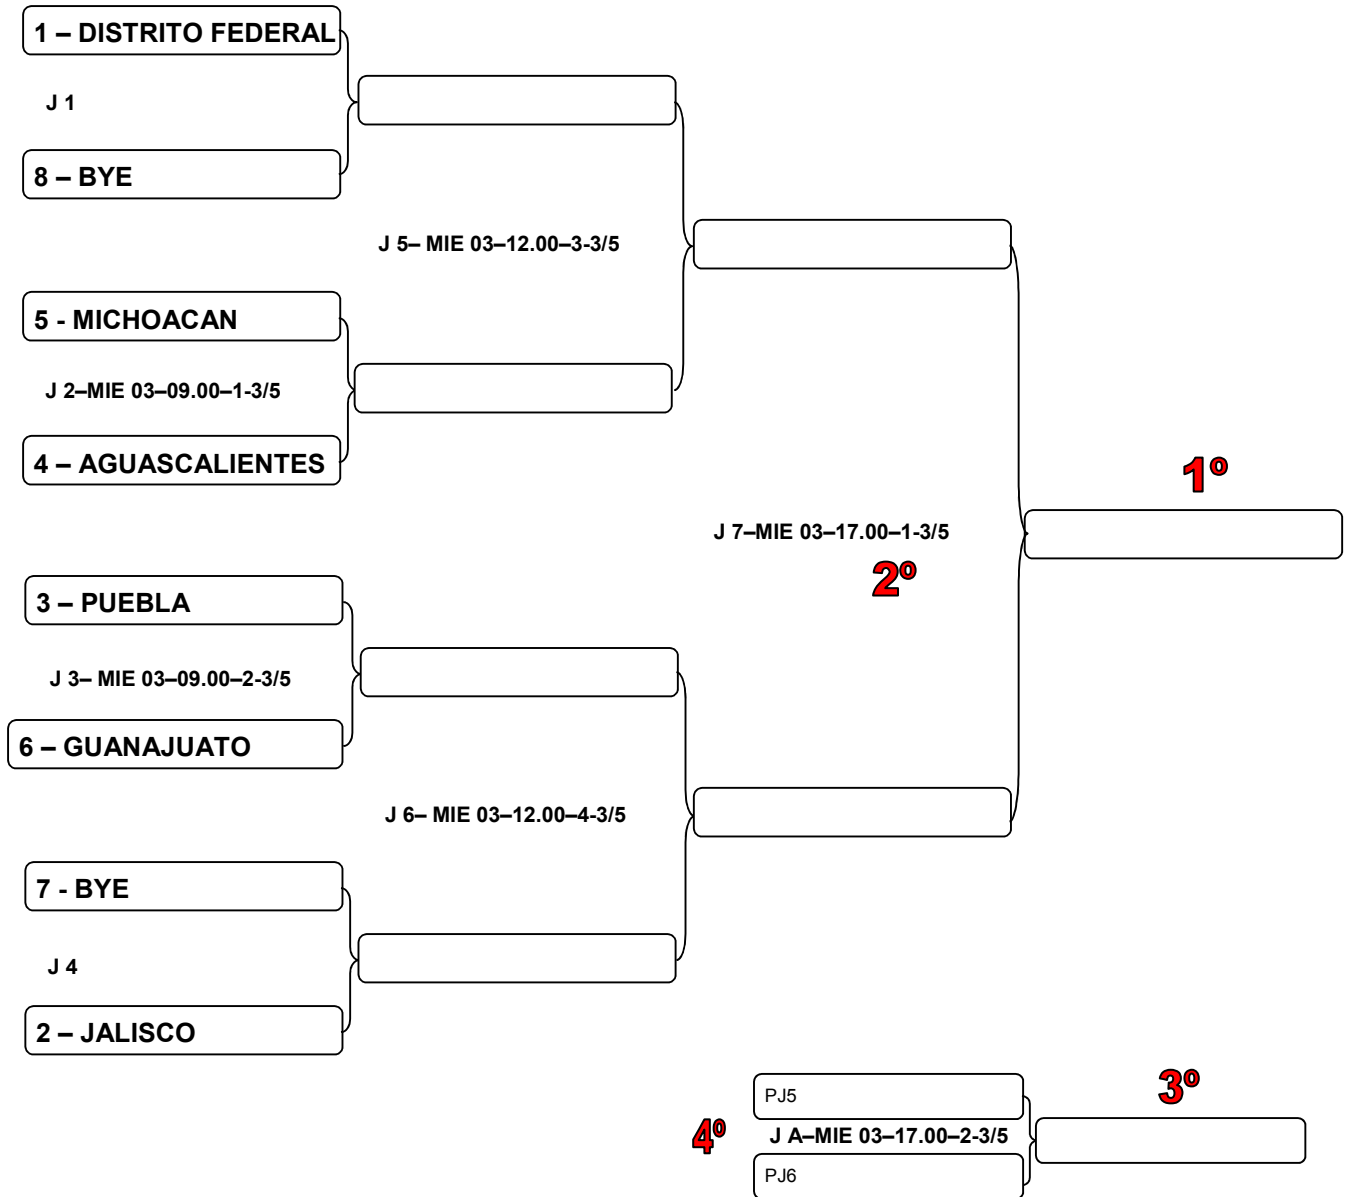 1 – DISTRITO FEDERAL
J 1
8 – BYE
J 5– MIE 03–12.00–3-3/5
5 - MICHOACAN
J 2–MIE 03–09.00–1-3/5
4 – AGUASCALIENTES
1º
J 7–MIE 03–17.00–1-3/5
2º
3 – PUEBLA
J 3– MIE 03–09.00–2-3/5
6 – GUANAJUATO
J 6– MIE 03–12.00–4-3/5
7 - BYE
J 4
2 – JALISCO
3º
PJ5
4º
J A–MIE 03–17.00–2-3/5
PJ6